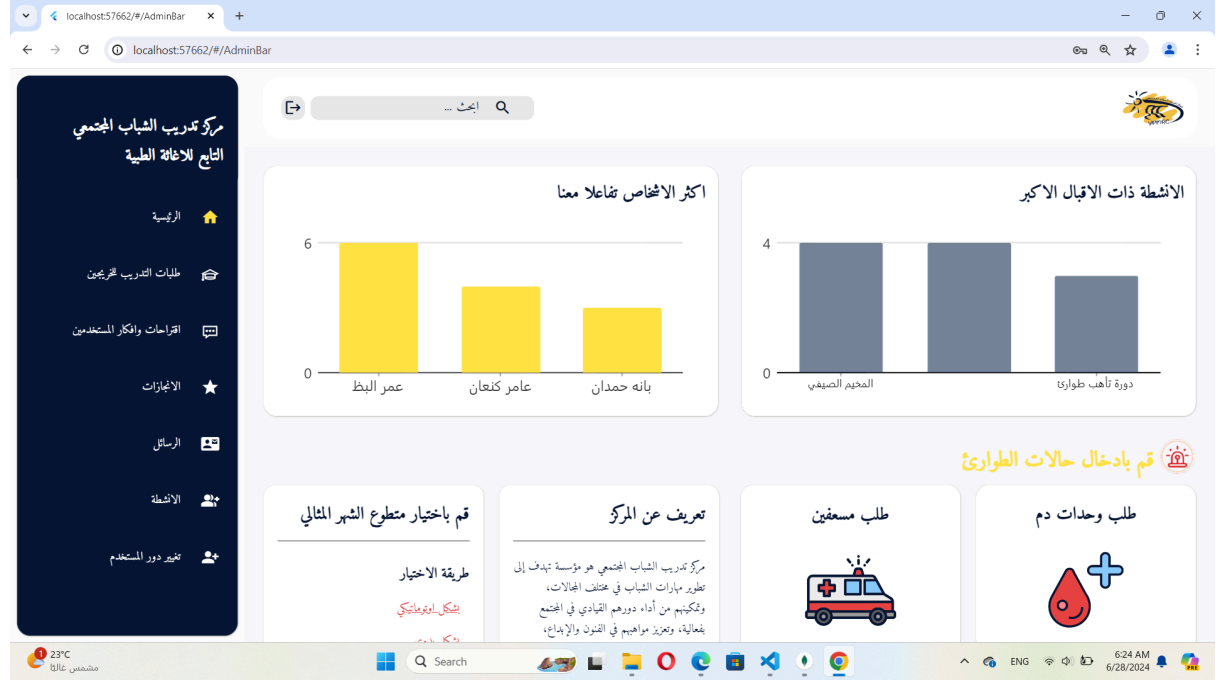 localhost:57662/#/AdminBar
localhost:57662/#/AdminBar
مركز تدريب الشباب المجتمعي
التابع للاغاثة الطبية
الرئيسية
طلبات التدريب للخريجين
اقتراحات وافكار المستخدمين
الانجازات
الرسائل
الانشطة
تغيير دور المستخدم
ابحث ...
الانشطة ذات الاقبال الاكبر
4
0
المخيم الصيفي
دورة تأهب طوارئ
اكثر الاشخاص تفاعلا معنا
6
0
عمر البظ
عامر كنعان
بانه حمدان
قم بادخال حالات الطوارئ
طلب وحدات دم
طلب مسعفين
تعريف عن المركز
مركز تدريب الشباب المجتمعي هو مؤسسة تهدف إلى
تطوير مهارات الشباب في مختلف المجالات،
وتمكينهم من أداء دورهم القيادي في المجتمع
بفعالية، وتعزيز مواهبهم في الفنون والإبداع،
قم باختيار متطوع الشهر المثالي
طريقة الاختيار
بشكل اوتوماتيكي
بشكل
1
23°C
مشمس غالبًا
Search
ENG
6:24 AM
6/28/2024
PRE